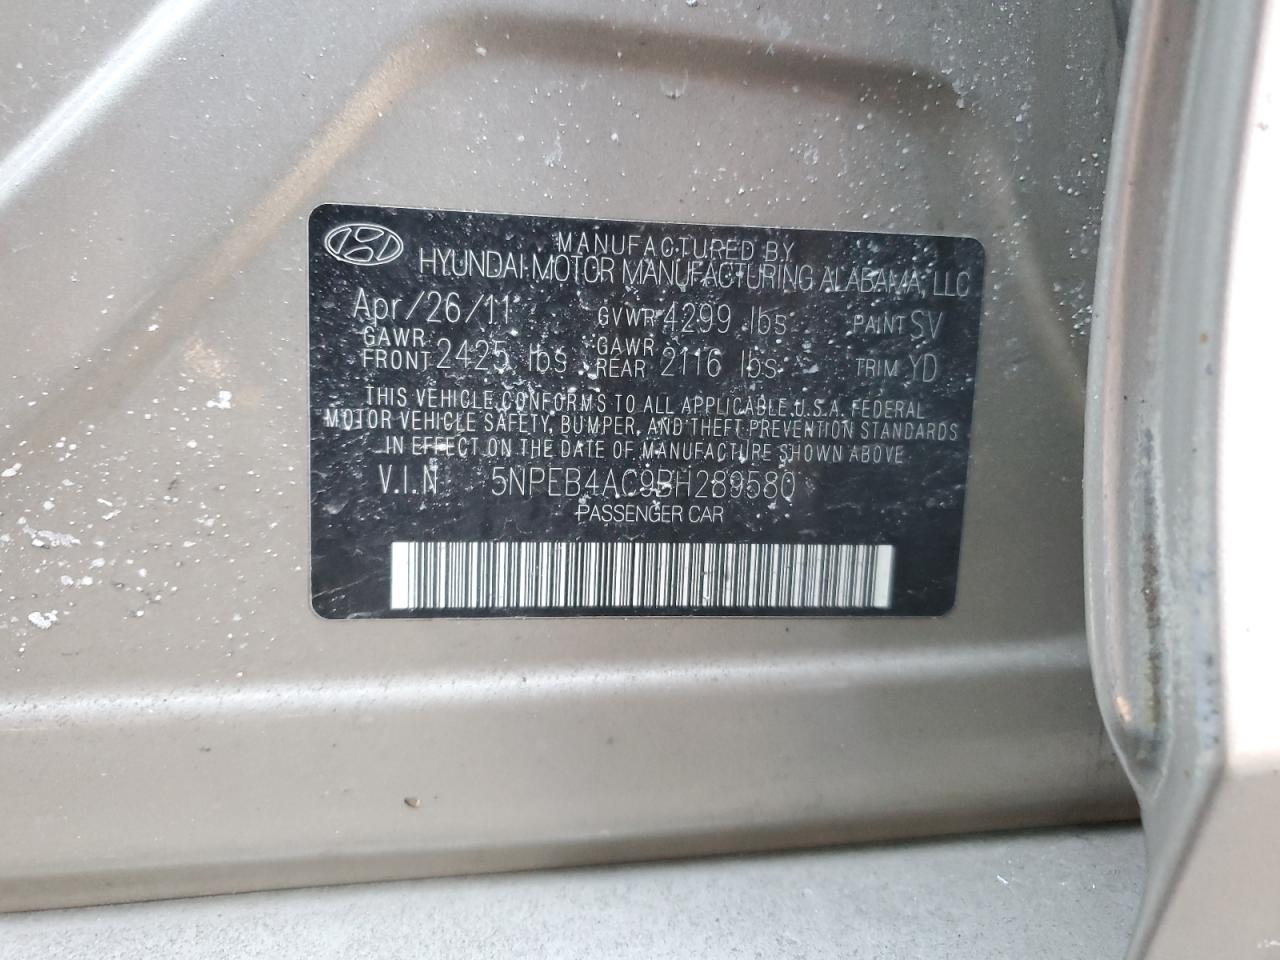 MANUFACTURED BY
HYUNDAI MOTOR MANUFACTURING ALABAMA, LLC
Apr/26/11 GVWR 4299 lbs PAINT SV
GAWR FRONT 2425 lbs GAWR REAR 2116 lbs TRIM YD
THIS VEHICLE CONFORMS TO ALL APPLICABLE U.S.A. FEDERAL
MOTOR VEHICLE SAFETY, BUMPER, AND THEFT PREVENTION STANDARDS
IN EFFECT ON THE DATE OF MANUFACTURE SHOWN ABOVE
V.I.N 5NPEB4AC9BH289580
PASSENGER CAR